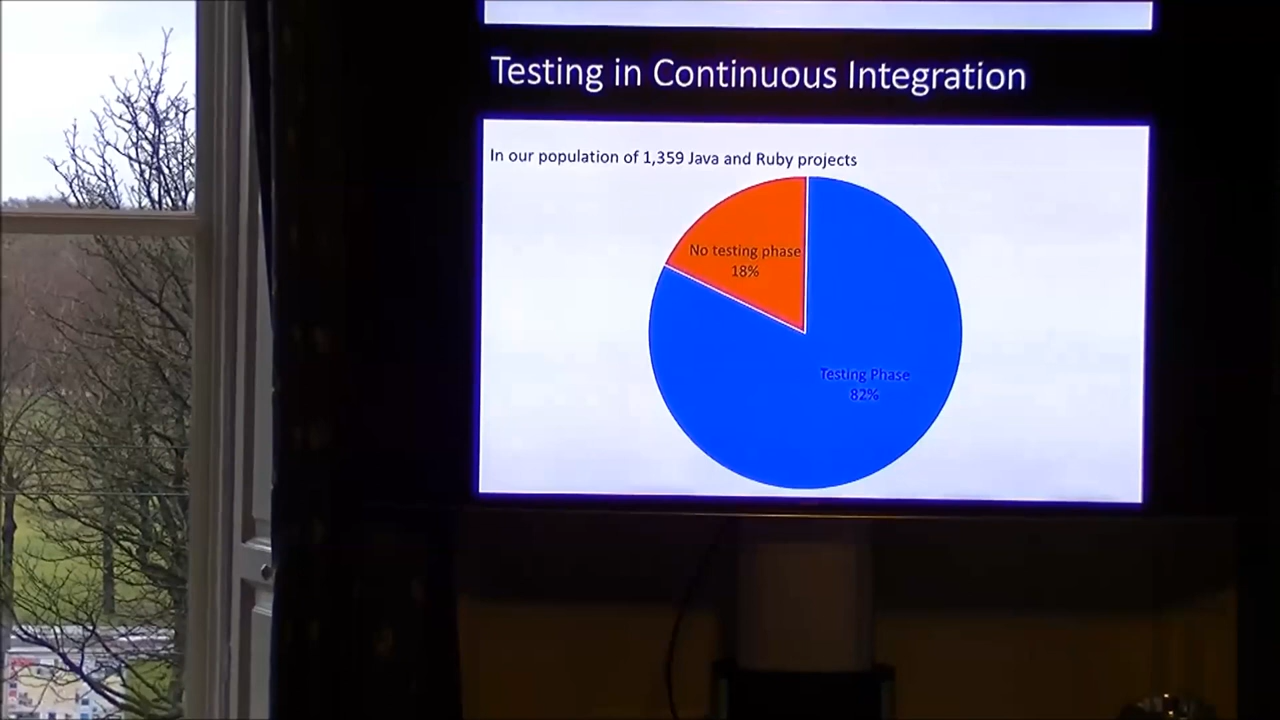 Testing in Continuous Integration
In our population of 1,359 Java and Ruby projects
No testing phase
18%
Testing Phase
82%